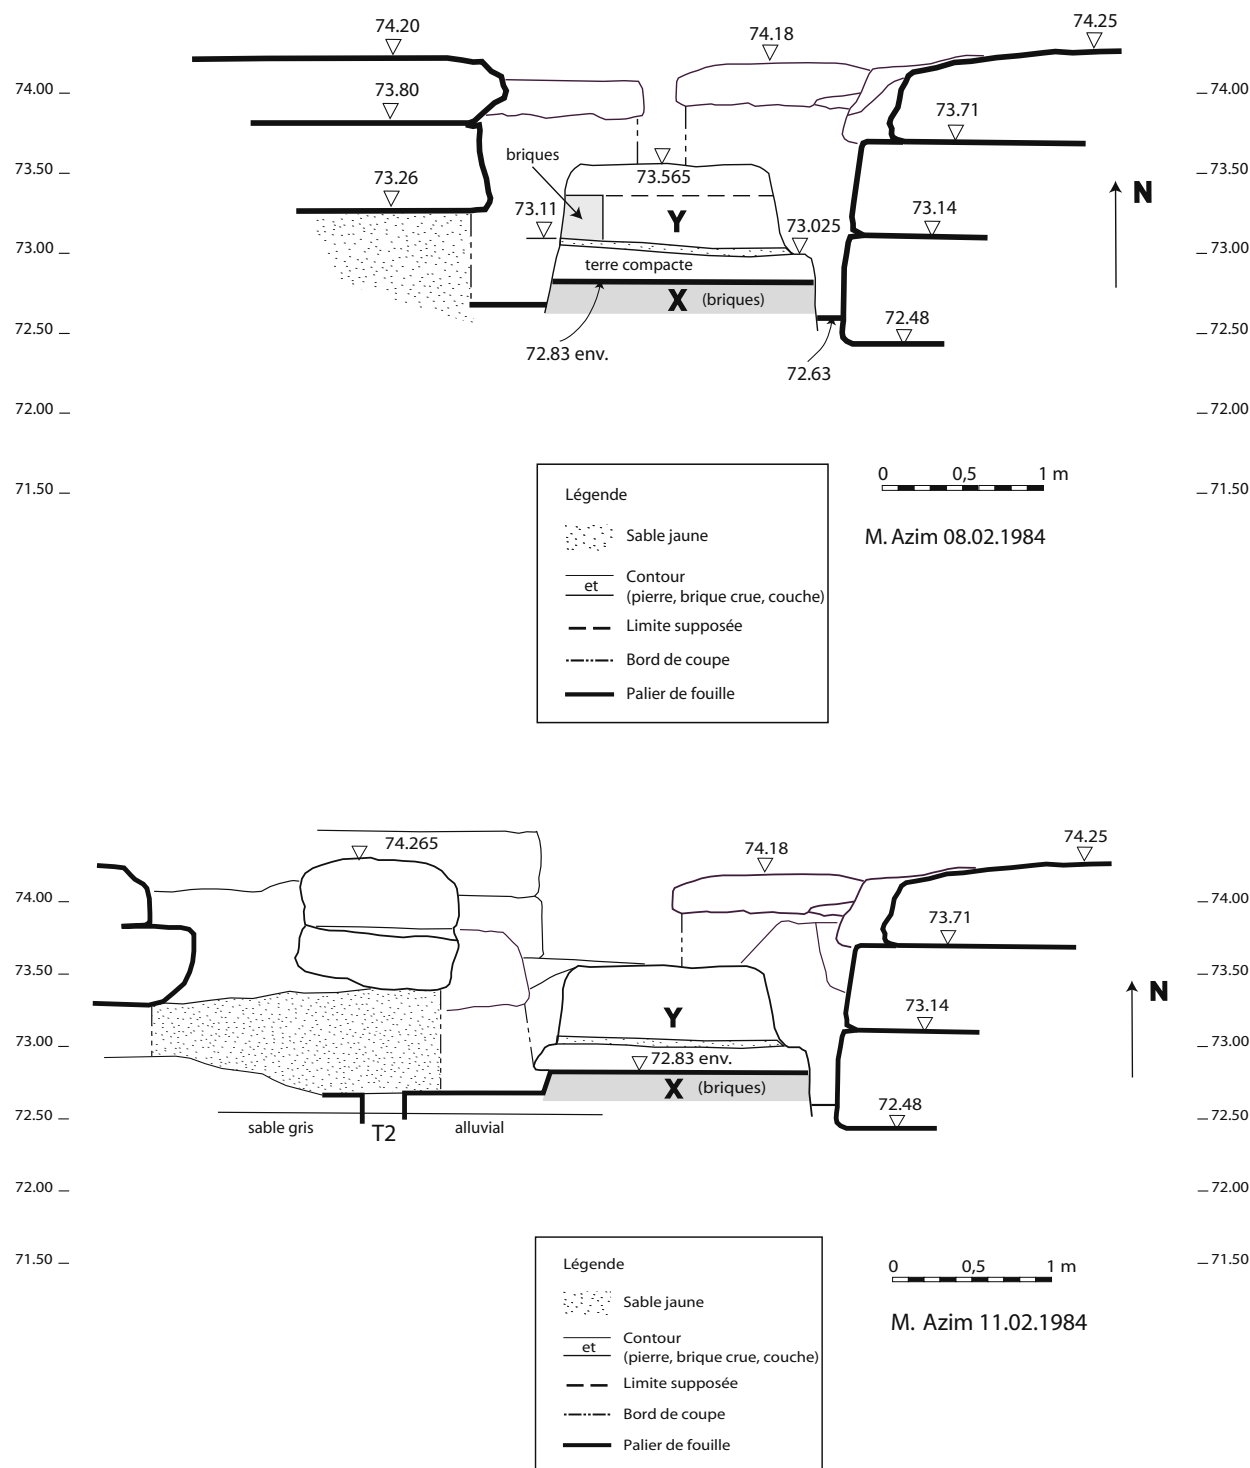 74.20
74.18
74.25
74.00
73.80
73.71
74.00
73.50
briques
73.565
73.50
73.26
73.11
Y
73.025
73.14
N
73.00
terre compacte
73.00
X (briques)
72.50
72.83 env.
72.63
72.48
72.50
72.00
72.00
71.50
71.50
0 0,5 1 m
M. Azim 08.02.1984
Légende
Sable jaune
et
Contour
(pierre, brique crue, couche)
Limite supposée
Bord de coupe
Palier de fouille
74.265
74.18
74.25
74.00
73.71
74.00
73.50
73.50
Y
73.14
N
73.00
72.83 env.
73.00
X (briques)
72.50
sable gris
T2
alluvial
72.48
72.50
72.00
72.00
71.50
71.50
0 0,5 1 m
M. Azim 11.02.1984
Légende
Sable jaune
et
Contour
(pierre, brique crue, couche)
Limite supposée
Bord de coupe
Palier de fouille